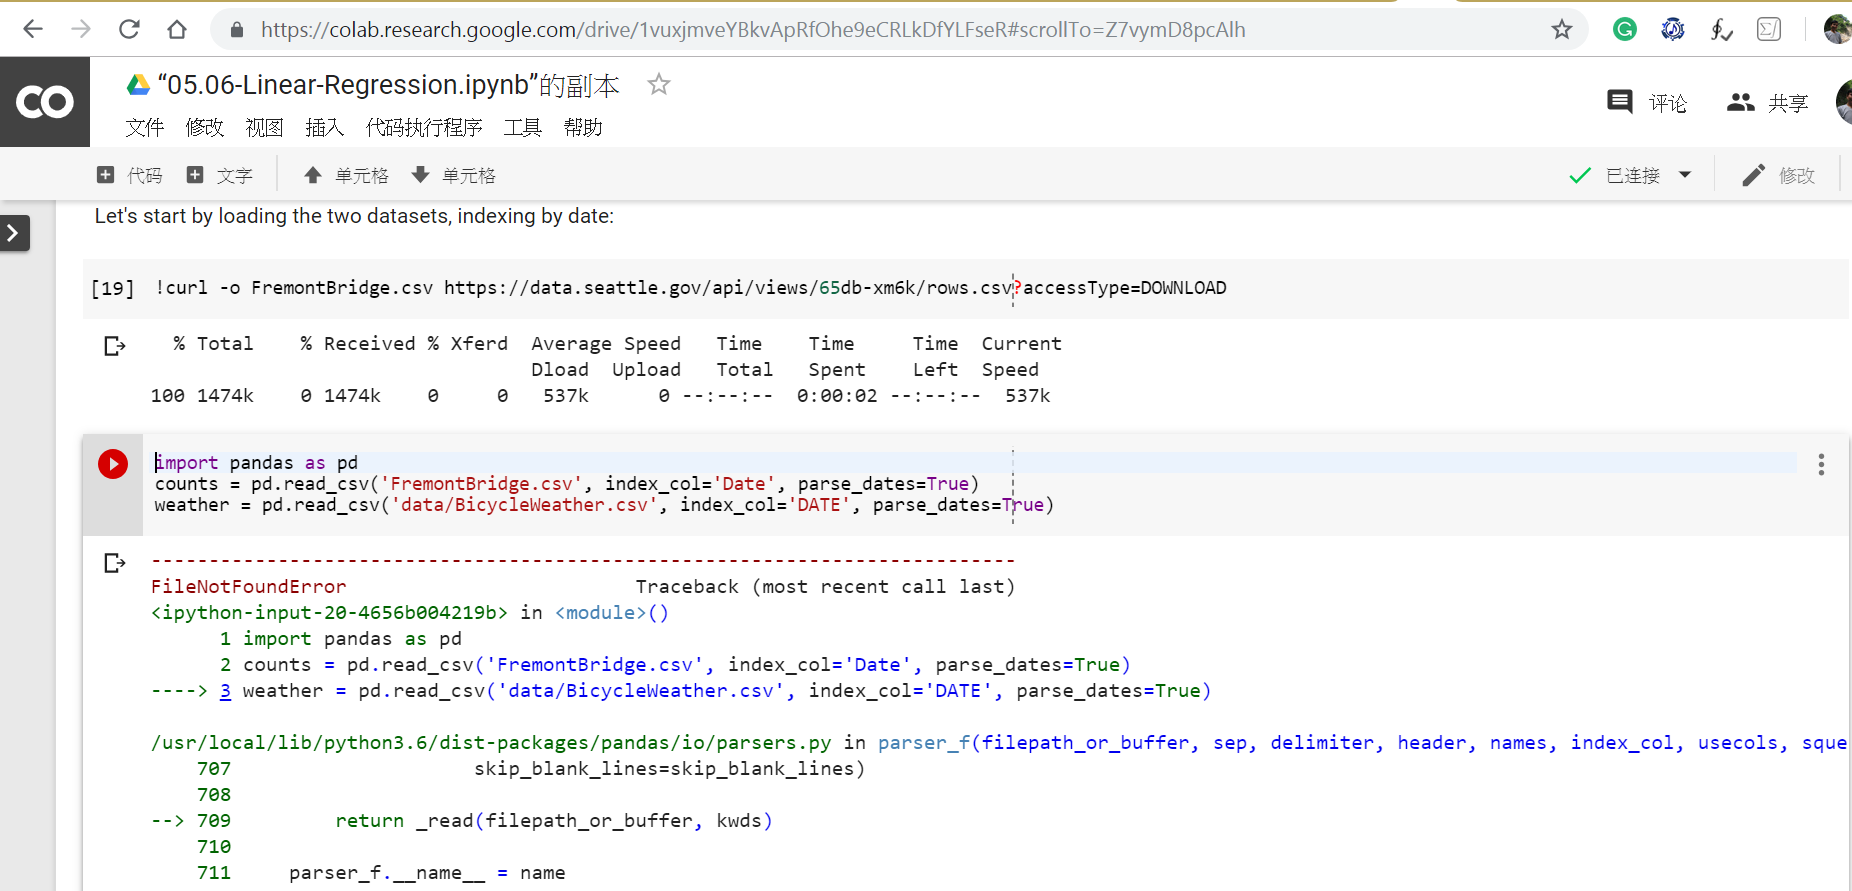 https://colab.research.google.com/drive/1vuxjmveYBkvApRfOhe9eCRLkDfYLFseR#scrollTo=Z7vymD8pcAlh
CO
“05.06-Linear-Regression.ipynb”的副本
文件 修改 视图 插入 代码执行程序 工具 帮助
评论 共享
代码 文字 单元格 单元格 已连接 修改
Let's start by loading the two datasets, indexing by date:
[19] !curl -o FremontBridge.csv https://data.seattle.gov/api/views/65db-xm6k/rows.csv?accessType=DOWNLOAD
% Total % Received % Xferd Average Speed Time Time Time Current
Dload Upload Total Spent Left Speed
100 1474k 0 1474k 0 0 537k 0 --:--:-- 0:00:02 --:--:-- 537k
import pandas as pd
counts = pd.read_csv('FremontBridge.csv', index_col='Date', parse_dates=True)
weather = pd.read_csv('data/BicycleWeather.csv', index_col='DATE', parse_dates=True)
---------------------------------------------------------------------------
FileNotFoundError Traceback (most recent call last)
<ipython-input-20-4656b004219b> in <module>()
1 import pandas as pd
2 counts = pd.read_csv('FremontBridge.csv', index_col='Date', parse_dates=True)
----> 3 weather = pd.read_csv('data/BicycleWeather.csv', index_col='DATE', parse_dates=True)
/usr/local/lib/python3.6/dist-packages/pandas/io/parsers.py in parser_f(filepath_or_buffer, sep, delimiter, header, names, index_col, usecols, sque
707 skip_blank_lines=skip_blank_lines)
708
--> 709 return _read(filepath_or_buffer, kwds)
710
711 parser_f.__name__ = name